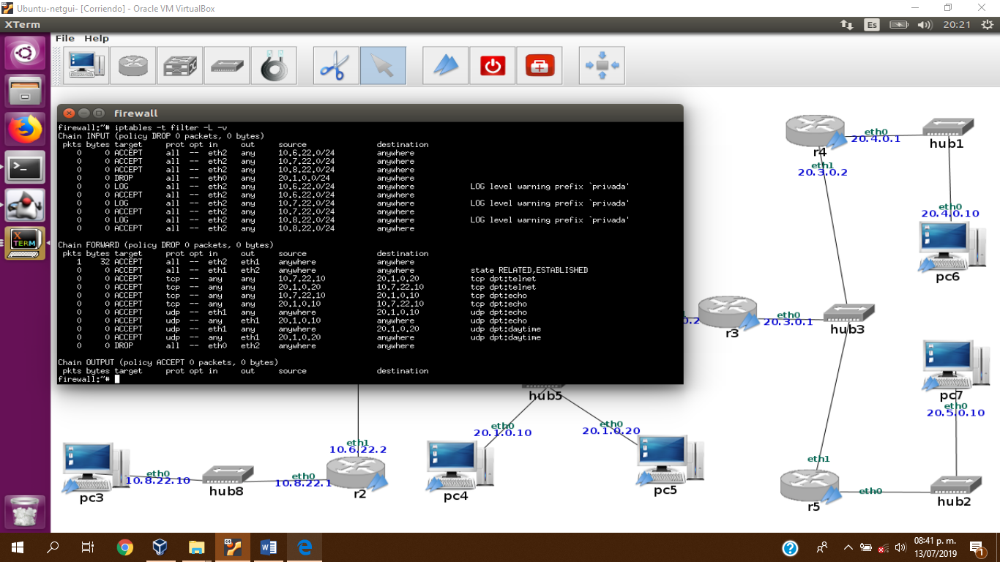 Ubuntu-netgui- [Corriendo] - Oracle VM VirtualBox
XTerm
Es
20:21
File Help
firewall
firewall:~# iptables -t filter -L -v
Chain INPUT (policy DROP 0 packets, 0 bytes)
pkts bytes target prot opt in out source destination
0 0 ACCEPT all -- eth2 any 10.6.22.0/24 anywhere
0 0 ACCEPT all -- eth2 any 10.7.22.0/24 anywhere
0 0 ACCEPT all -- eth2 any 10.8.22.0/24 anywhere
0 0 DROP all -- eth0 any 20.1.0.0/24 anywhere
0 0 LOG all -- eth2 any 10.6.22.0/24 anywhere LOG level warning prefix `privada'
0 0 ACCEPT all -- eth2 any 10.6.22.0/24 anywhere
0 0 LOG all -- eth2 any 10.7.22.0/24 anywhere LOG level warning prefix `privada'
0 0 ACCEPT all -- eth2 any 10.7.22.0/24 anywhere
0 0 LOG all -- eth2 any 10.8.22.0/24 anywhere LOG level warning prefix `privada'
0 0 ACCEPT all -- eth2 any 10.8.22.0/24 anywhere
Chain FORWARD (policy DROP 0 packets, 0 bytes)
pkts bytes target prot opt in out source destination
1 32 ACCEPT all -- eth2 eth1 anywhere anywhere
0 0 ACCEPT all -- eth1 eth2 anywhere anywhere state RELATED,ESTABLISHED
0 0 ACCEPT tcp -- any any 10.7.22.10 20.1.0.20 tcp dpt:telnet
0 0 ACCEPT tcp -- any any 20.1.0.20 10.7.22.10 tcp dpt:telnet
0 0 ACCEPT tcp -- any any 10.7.22.10 20.1.0.10 tcp dpt:echo
0 0 ACCEPT tcp -- any any 20.1.0.10 10.7.22.10 tcp dpt:echo
0 0 ACCEPT udp -- eth1 any anywhere 20.1.0.10 udp dpt:echo
0 0 ACCEPT udp -- any eth1 20.1.0.10 anywhere udp dpt:echo
0 0 ACCEPT udp -- eth1 any anywhere 20.1.0.20 udp dpt:daytime
0 0 ACCEPT udp -- any eth1 20.1.0.20 anywhere udp dpt:daytime
0 0 DROP all -- eth0 eth2 anywhere anywhere
Chain OUTPUT (policy ACCEPT 0 packets, 0 bytes)
pkts bytes target prot opt in out source destination
firewall:~#
X TERM
eth0
20.4.0.1
r4
hub1
eth1
20.3.0.2
eth0
20.4.0.10
pc6
r3
eth0
20.3.0.1
hub3
pc7
eth0
20.5.0.10
hub5
eth0
20.1.0.10
eth0
20.1.0.20
eth1
10.6.22.2
pc3
eth0
10.8.22.10
hub8
eth0
10.8.22.1
r2
pc4
pc5
eth1
r5
eth0
hub2
08:41 p. m.
13/07/2019
1